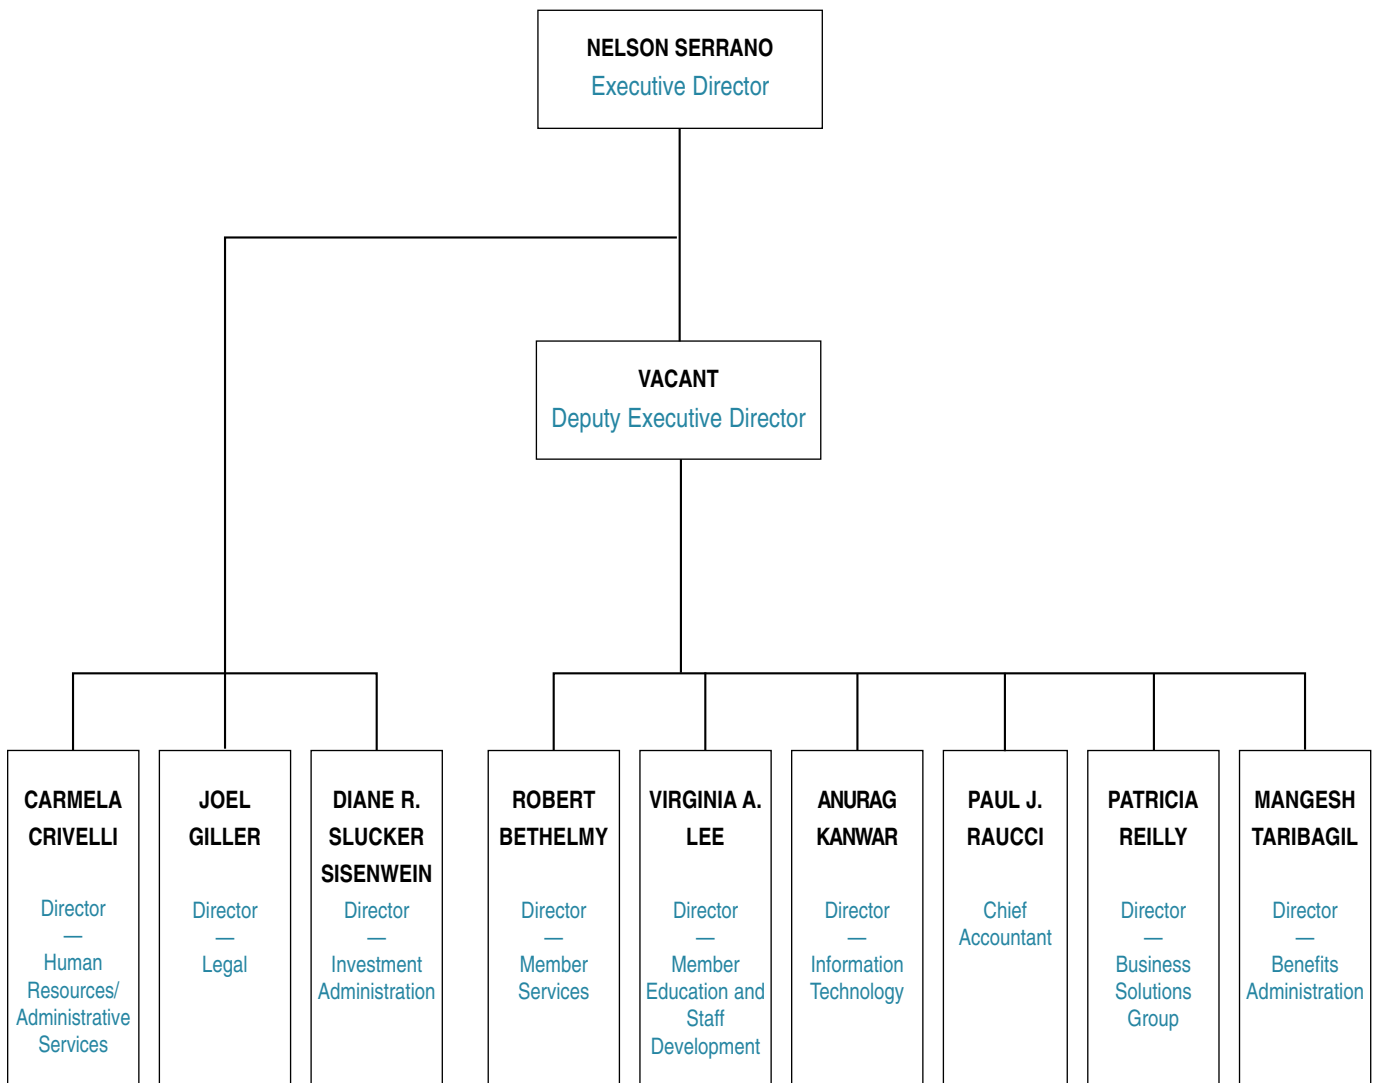 NELSON SERRANO
Executive Director
VACANT
Deputy Executive Director
CARMELA
CRIVELLI
Director
—
Human
Resources/
Administrative
Services
JOEL
GILLER
Director
—
Legal
DIANE R.
SLUCKER
SISENWEIN
Director
—
Investment
Administration
ROBERT
BETHELMY
Director
—
Member
Services
VIRGINIA A.
LEE
Director
—
Member
Education and
Staff
Development
ANURAG
KANWAR
Director
—
Information
Technology
PAUL J.
RAUCCI
Chief
Accountant
PATRICIA
REILLY
Director
—
Business
Solutions
Group
MANGESH
TARIBAGIL
Director
—
Benefits
Administration